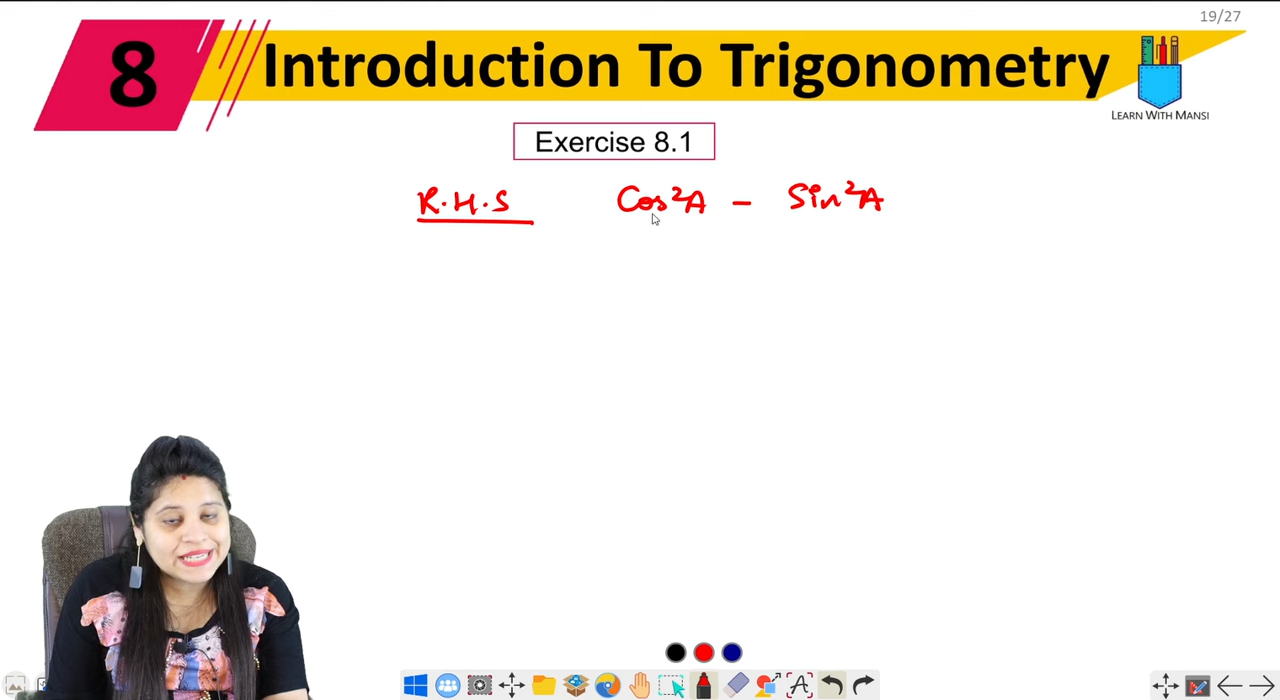 19/27
8 Introduction To Trigonometry
LEARN WITH MANSI
Exercise 8.1
R.H.S Cos²A - Sin²A